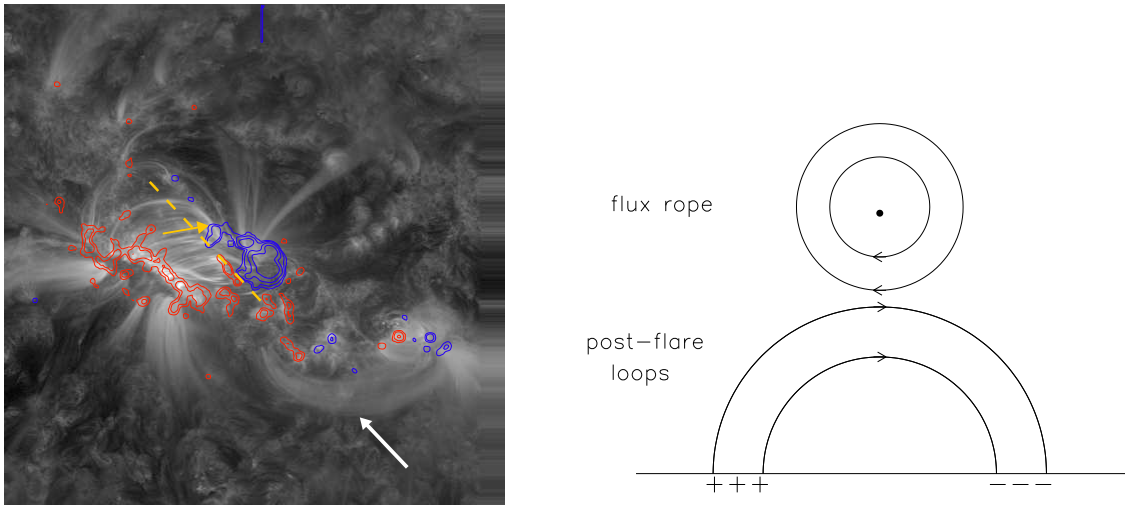 flux rope
post-flare
loops
+++
---